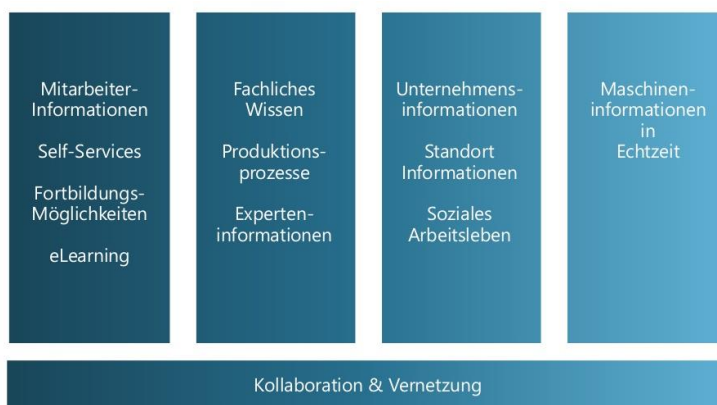 Mitarbeiter-
Informationen
Self-Services
Fortbildungs-
Möglichkeiten
eLearning
Fachliches
Wissen
Produktions-
prozesse
Experten-
informationen
Unternehmens-
informationen
Standort
Informationen
Soziales
Arbeitsleben
Maschinen-
informationen
in
Echtzeit
Kollaboration & Vernetzung